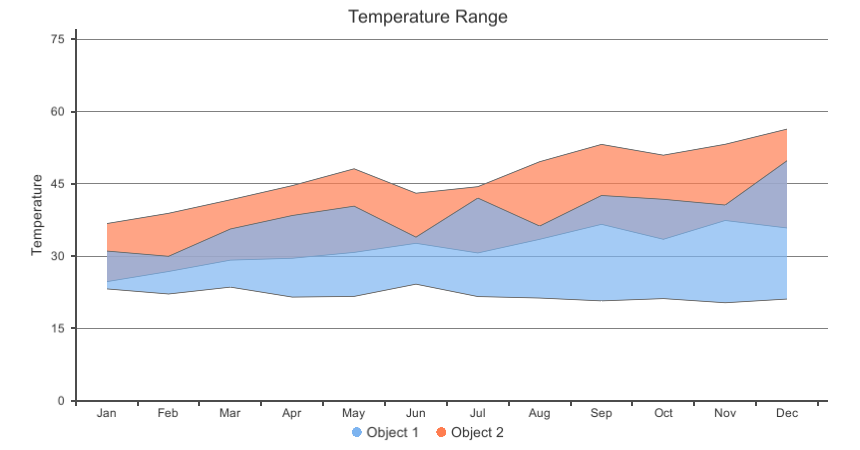 Temperature Range
75
60
45
30
15
0
Temperature
Jan Feb Mar Apr May Jun Jul Aug Sep Oct Nov Dec
Object 1 Object 2